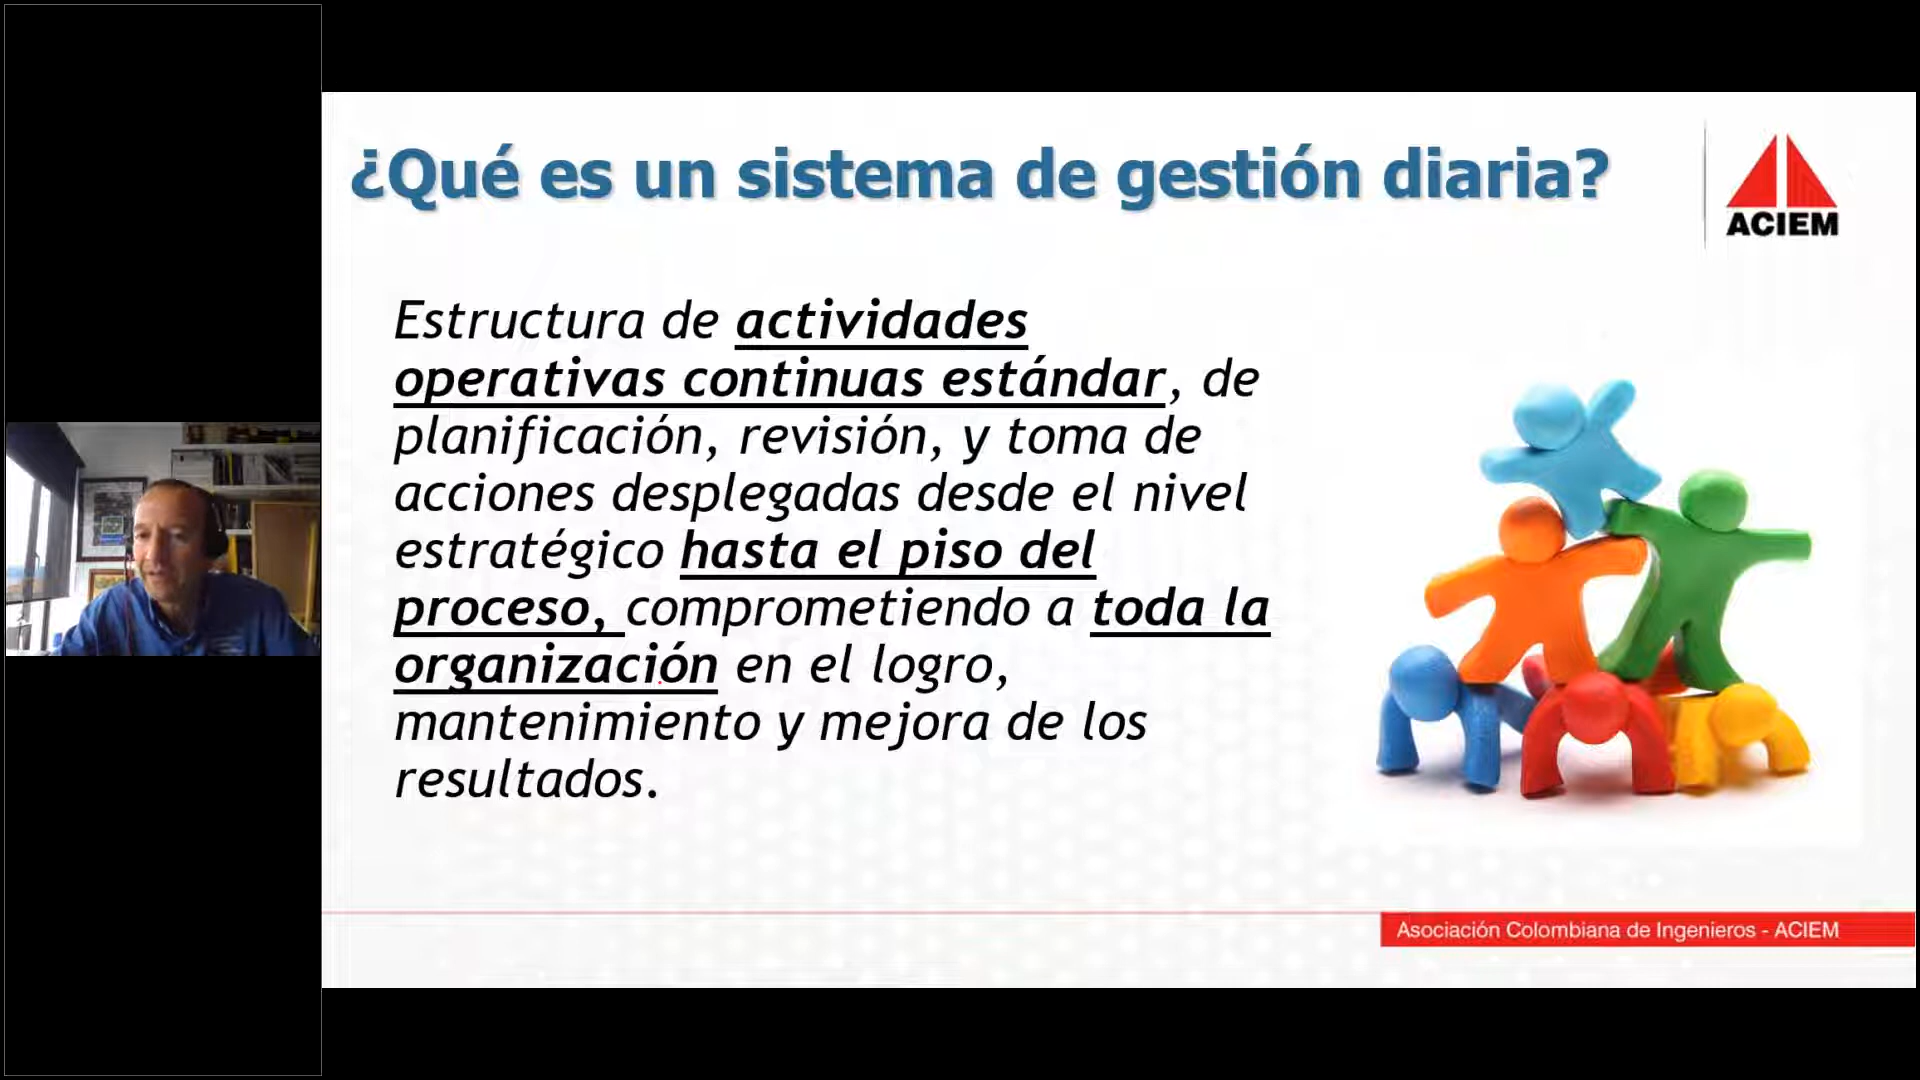 ¿Qué es un sistema de gestión diaria?
ACIEM
Estructura de actividades
operativas continuas estándar, de
planificación, revisión, y toma de
acciones desplegadas desde el nivel
estratégico hasta el piso del
proceso, comprometiendo a toda la
organización en el logro,
mantenimiento y mejora de los
resultados.
Asociación Colombiana de Ingenieros - ACIEM